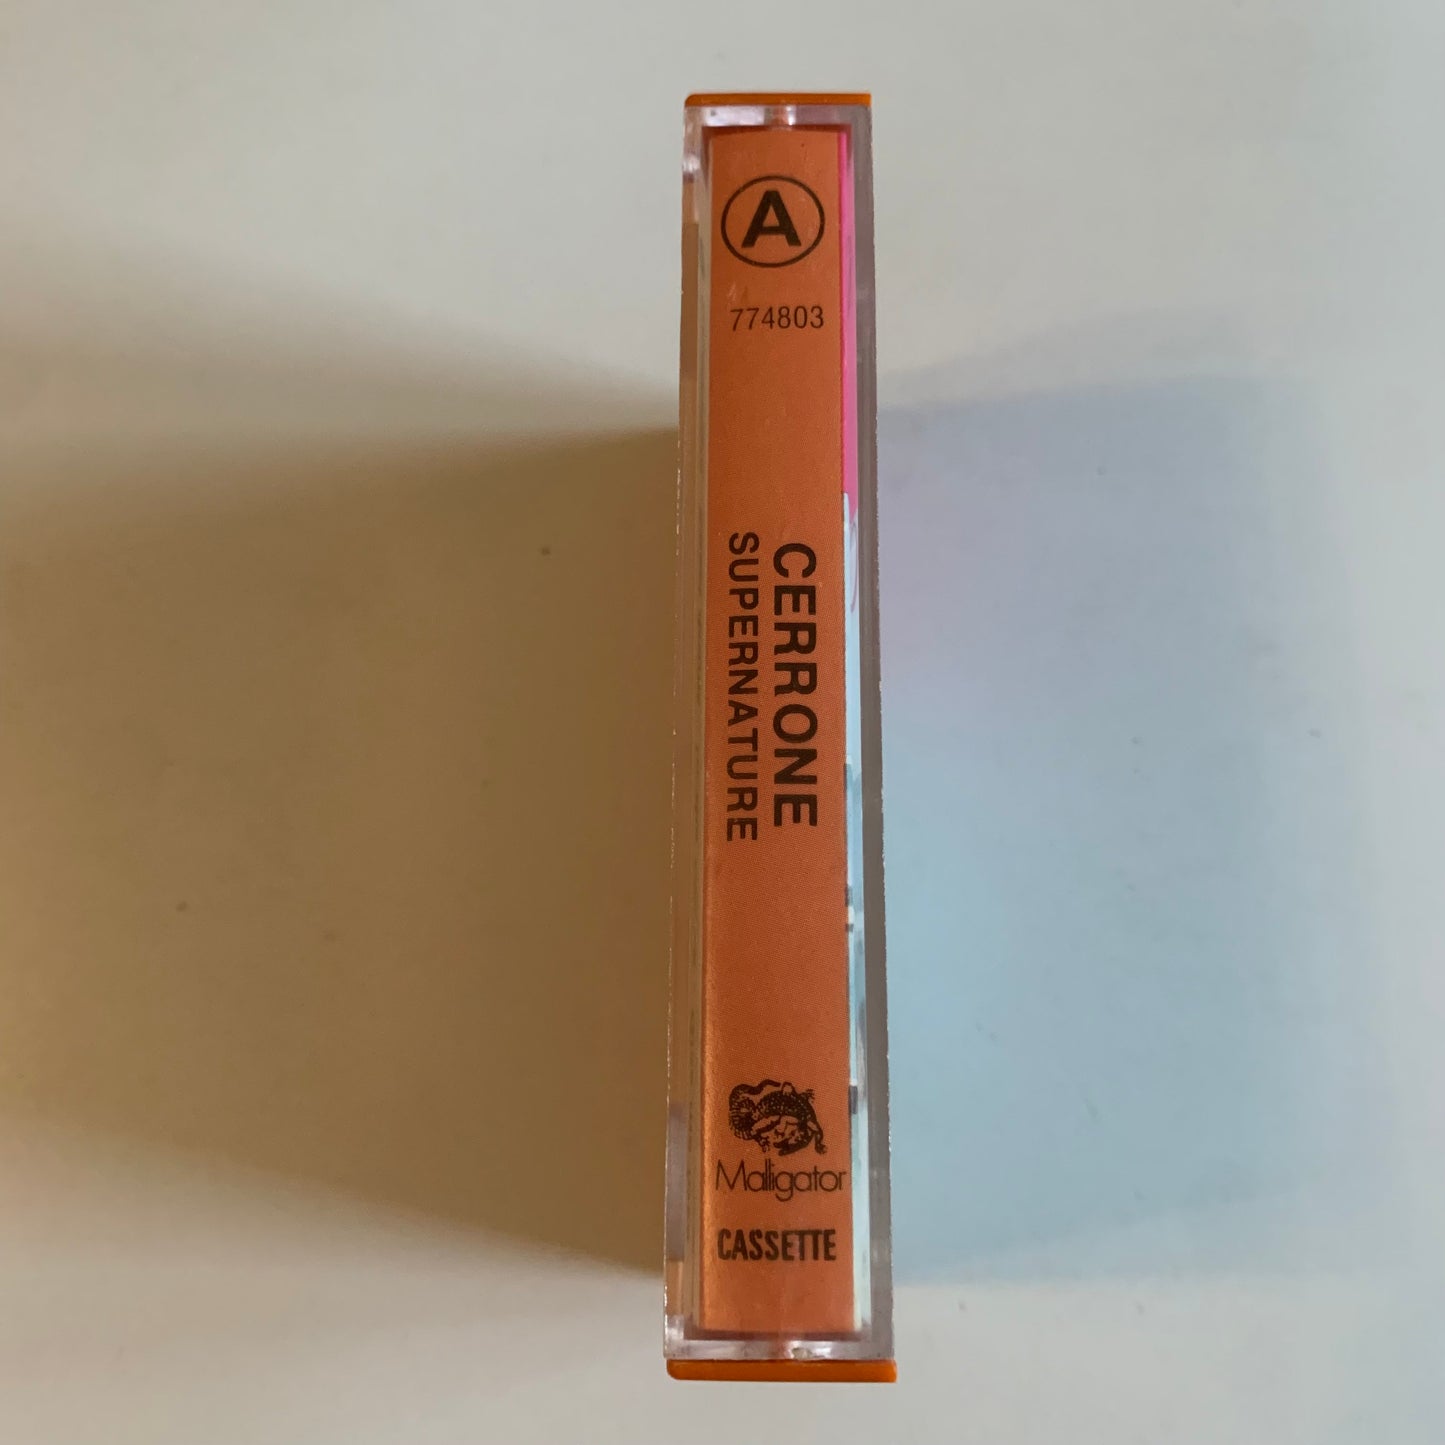 A
774803
CERRONE
SUPERNATURE
Malligator
CASSETTE